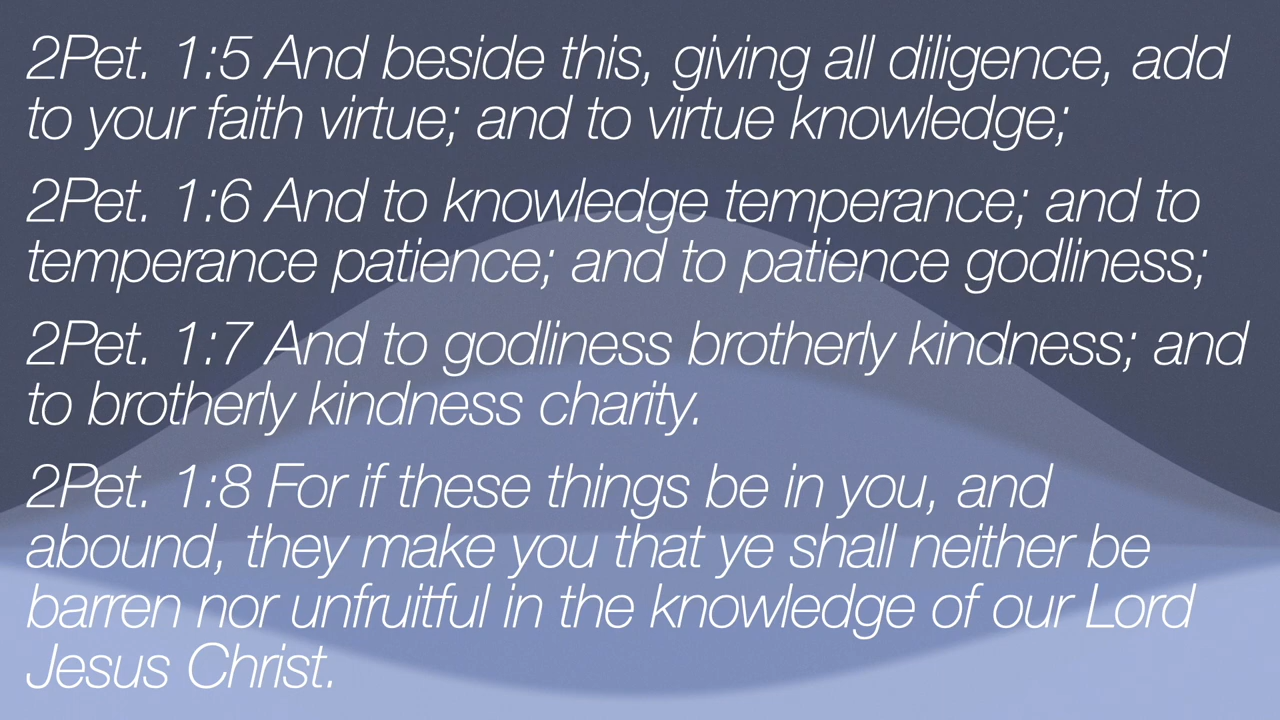 2Pet. 1:5 And beside this, giving all diligence, add
to your faith virtue; and to virtue knowledge;
2Pet. 1:6 And to knowledge temperance; and to
temperance patience; and to patience godliness;
2Pet. 1:7 And to godliness brotherly kindness; and
to brotherly kindness charity.
2Pet. 1:8 For if these things be in you, and
abound, they make you that ye shall neither be
barren nor unfruitful in the knowledge of our Lord
Jesus Christ.